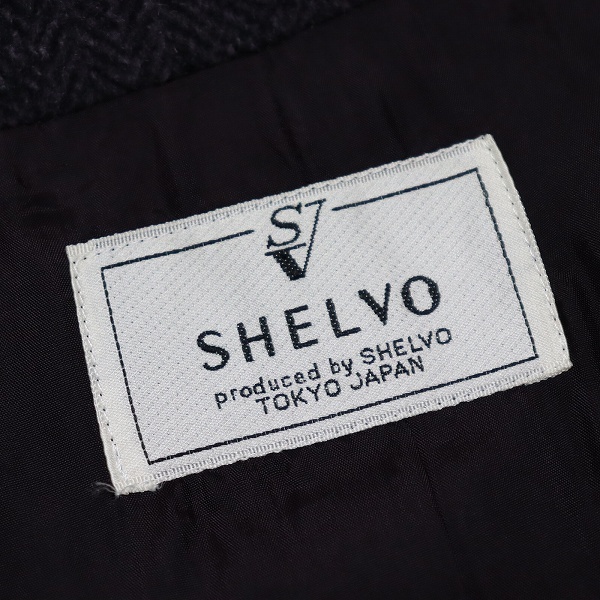 SV
SHELVO
produced by SHELVO
TOKYO JAPAN